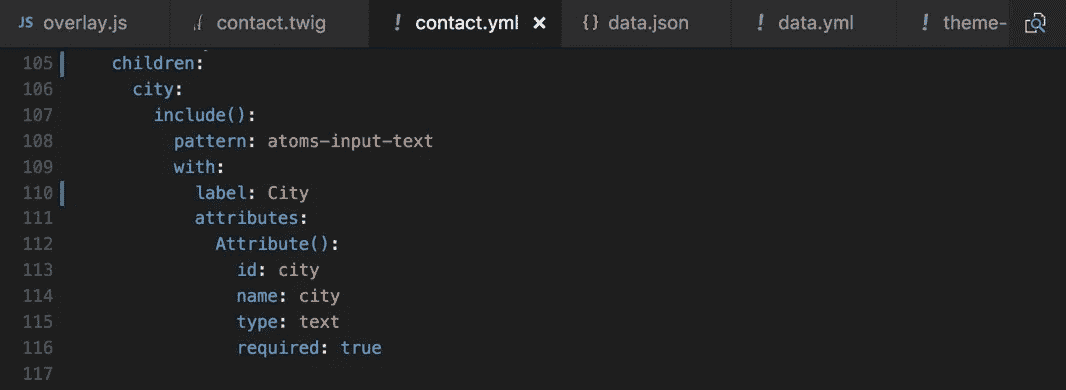 JS overlay.js contact.twig ! contact.yml × {} data.json ! data.yml ! theme-
105 children:
106 city:
107 include():
108 pattern: atoms-input-text
109 with:
110 label: City
111 attributes:
112 Attribute():
113 id: city
114 name: city
115 type: text
116 required: true
117